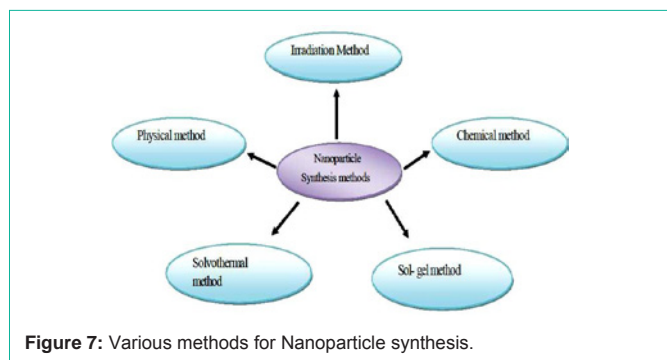 Irradiation Method
Physical method
Chemical method
Nanoparticle
Synthesis methods
Solvothermal
method
Sol- gel method
Figure 7: Various methods for Nanoparticle synthesis.